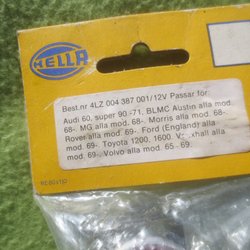 HELLA
Best.nr 4LZ 004 387 001/12V Passar for:
Audi 60, super 90.-71, BLMC Austin alla mod.
68-. MG alla mod. 68-. Morris alla mod. 68-.
Rover alla mod. 69-. Ford (England) alla
mod. 69-. Toyota 1200, 1600. Vauxhall alla
mod. 69-, Volvo alla mod. 65-69.